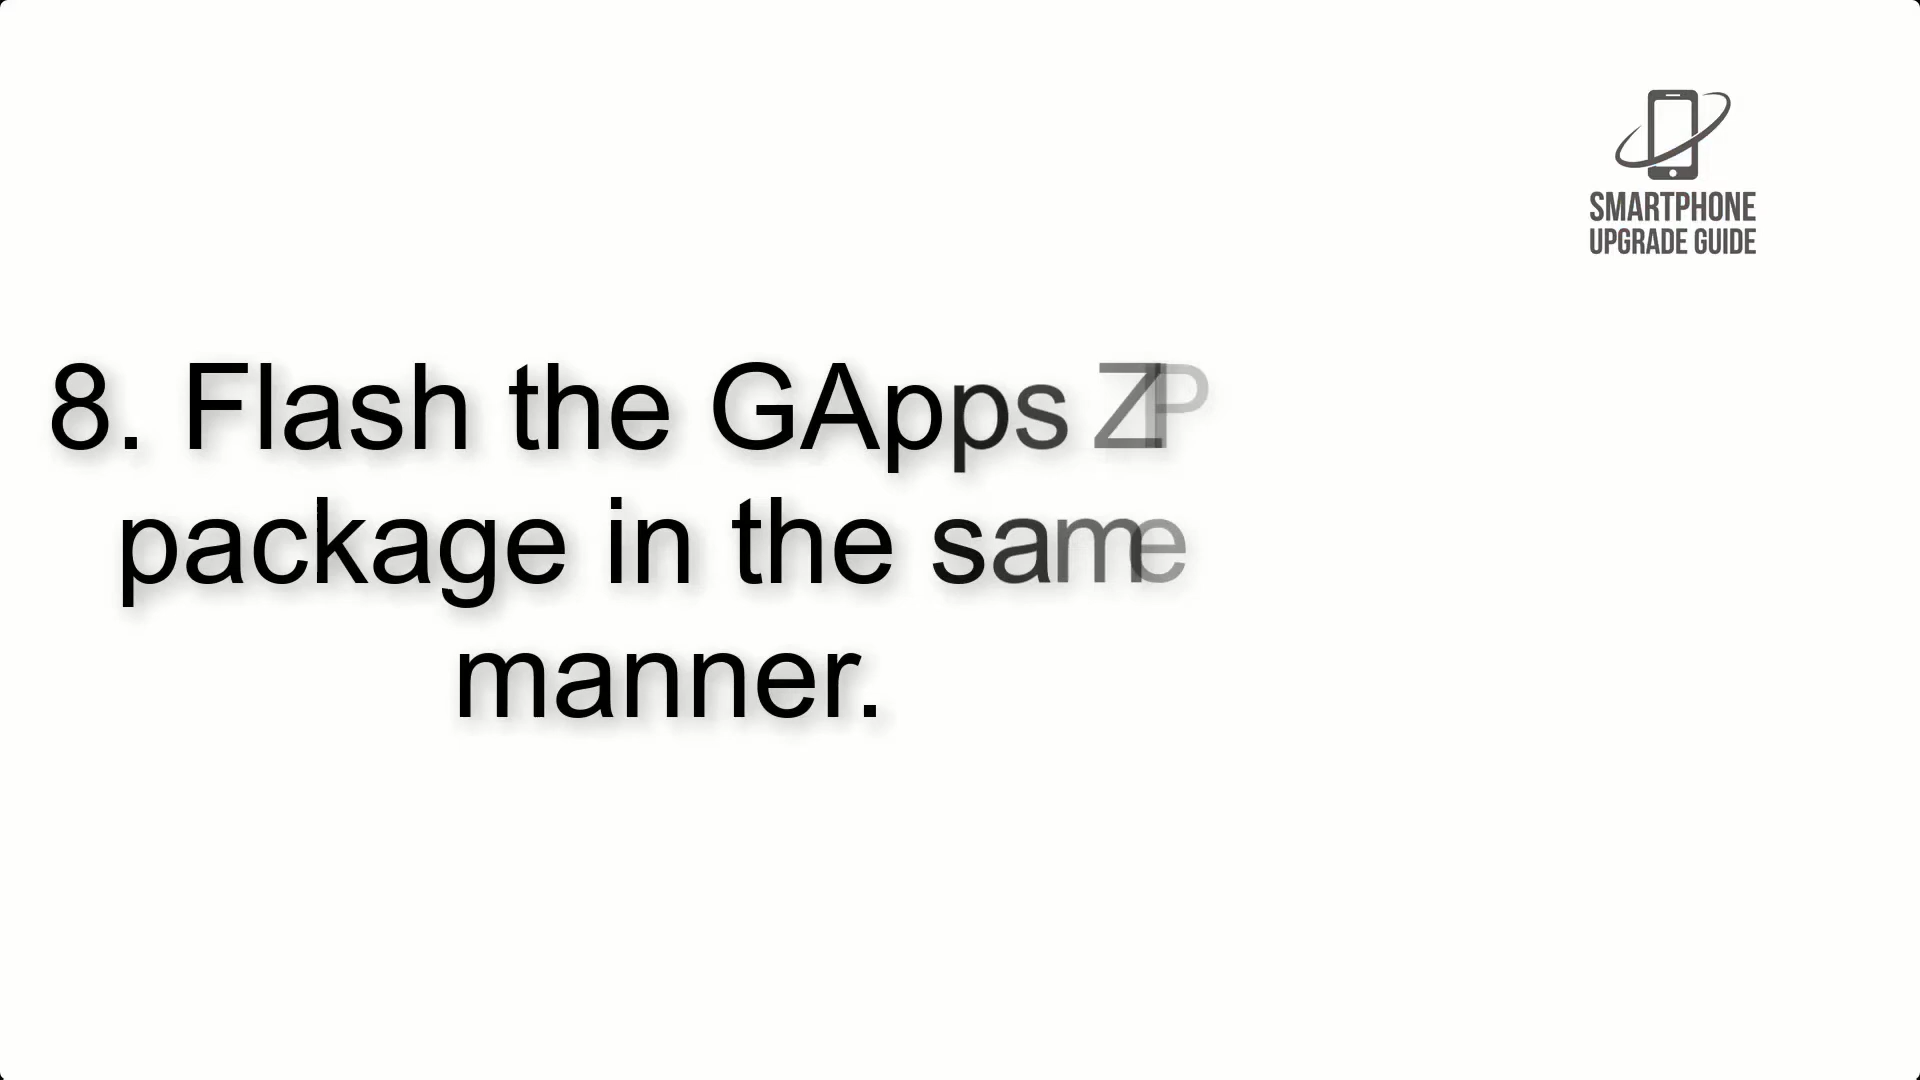 SMARTPHONE
UPGRADE GUIDE
8. Flash the GApps ZIP
package in the same
manner.